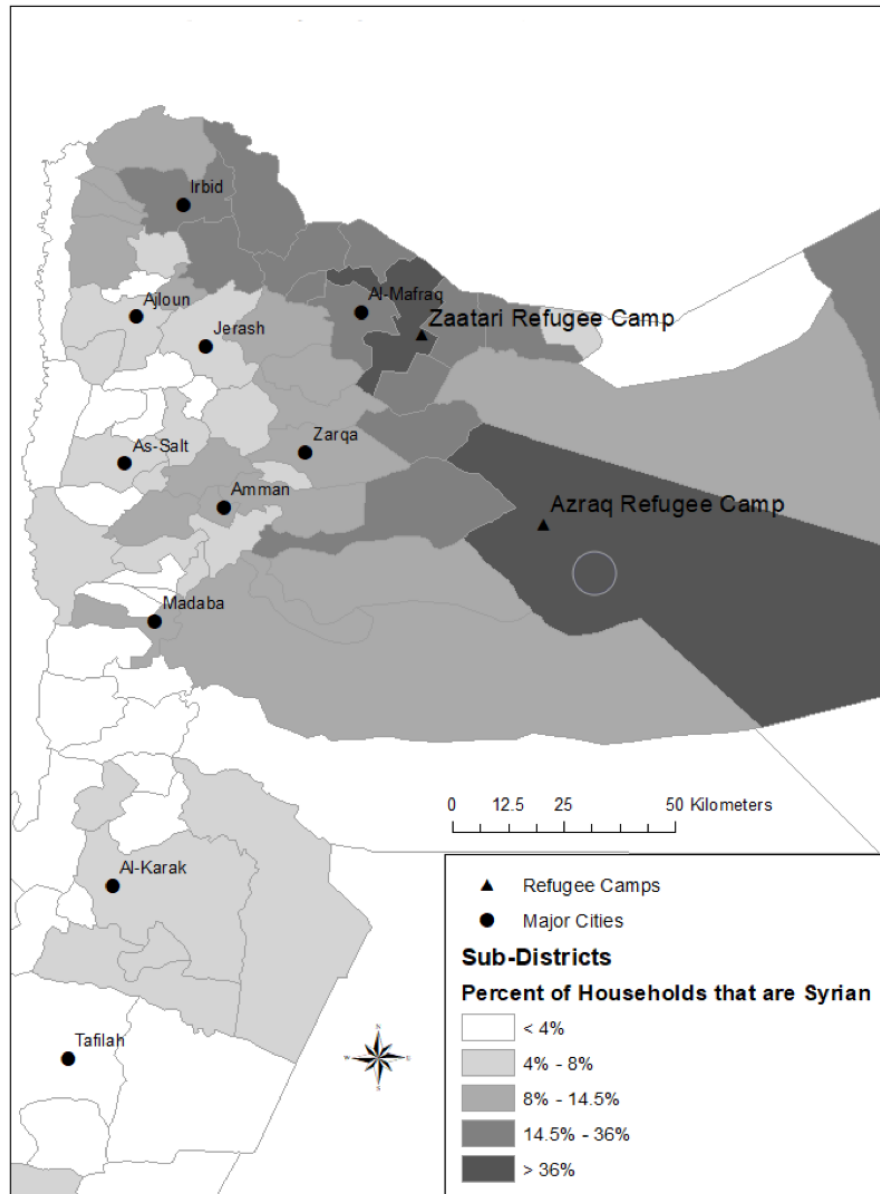 Irbid
Ajloun
Al-Mafraq
Zaatari Refugee Camp
Jerash
As-Salt
Zarqa
Amman
Azraq Refugee Camp
Madaba
0 12.5 25 50 Kilometers
Al-Karak
Tafilah
N
W
S
Refugee Camps
Major Cities
Sub-Districts
Percent of Households that are Syrian
< 4%
4% - 8%
8% - 14.5%
14.5% - 36%
> 36%